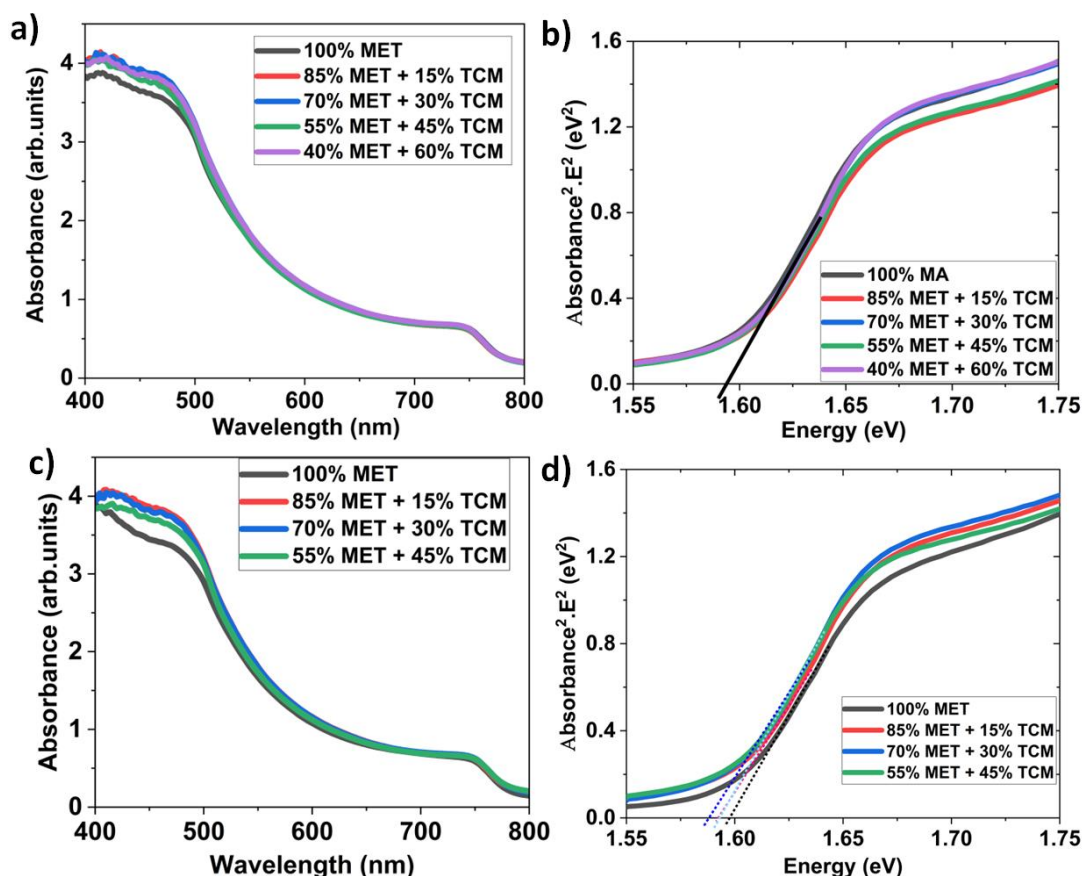 a)
Absorbance (arb.units)
4
3
2
1
0
400 500 600 700 800
Wavelength (nm)
100% MET
85% MET + 15% TCM
70% MET + 30% TCM
55% MET + 45% TCM
40% MET + 60% TCM
b)
Absorbance².E² (eV²)
1.6
1.2
0.8
0.4
0.0
1.55 1.60 1.65 1.70 1.75
Energy (eV)
100% MA
85% MET + 15% TCM
70% MET + 30% TCM
55% MET + 45% TCM
40% MET + 60% TCM
c)
Absorbance (arb.units)
4
3
2
1
0
400 500 600 700 800
Wavelength (nm)
100% MET
85% MET + 15% TCM
70% MET + 30% TCM
55% MET + 45% TCM
d)
Absorbance².E² (eV²)
1.6
1.2
0.8
0.4
0.0
1.55 1.60 1.65 1.70 1.75
Energy (eV)
100% MET
85% MET + 15% TCM
70% MET + 30% TCM
55% MET + 45% TCM